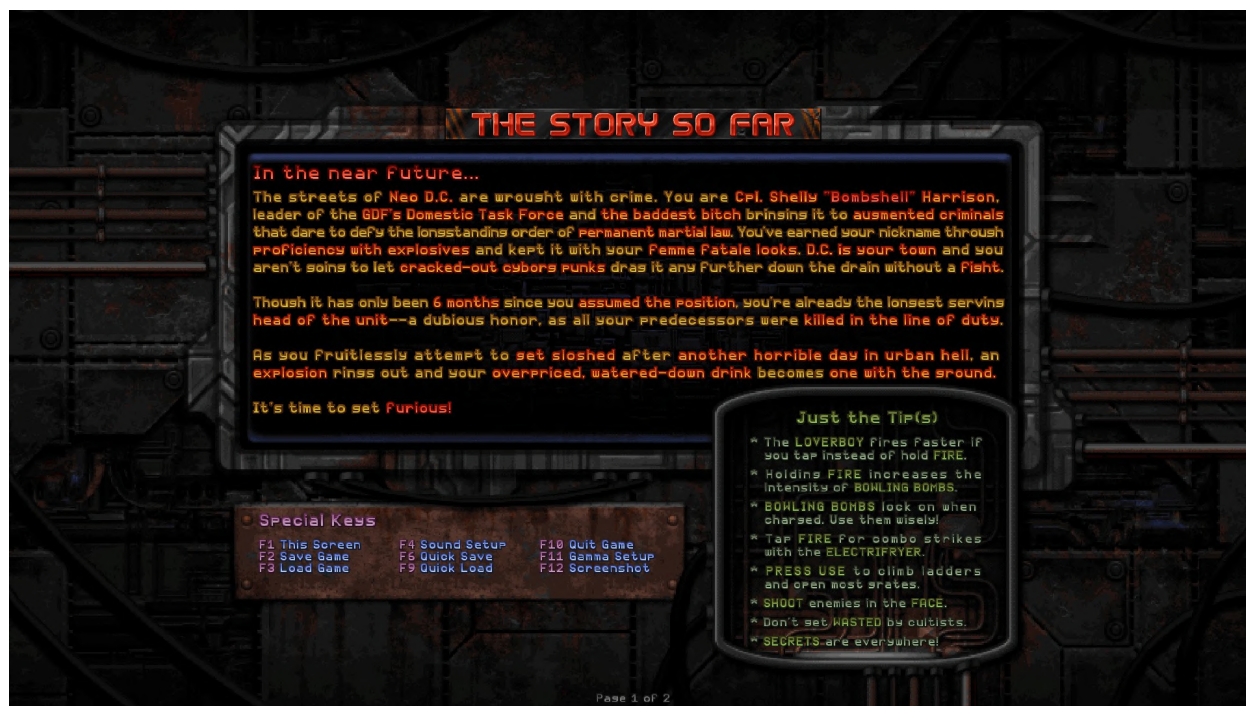 THE STORY SO FAR
In the near future...
The streets of Neo D.C. are wrought with crime. You are Cpl. Shelly "Bombshell" Harrison,
leader of the GDF's Domestic Task Force and the baddest bitch bringing it to augmented criminals
that dare to defy the longstanding order of permanent martial law. You've earned your nickname through
proficiency with explosives and kept it with your femme fatale looks. D.C. is your town and you
aren't going to let cracked-out cyborg punks drag it any further down the drain without a fight.
Though it has only been 6 months since you assumed the position, you're already the longest serving
head of the unit--a dubious honor, as all your predecessors were killed in the line of duty.
As you fruitlessly attempt to get sloshed after another horrible day in urban hell, an
explosion rings out and your overpriced, watered-down drink becomes one with the ground.
It's time to get furious!
Just the Tip(s)
* The LOVERBOY fires faster if
you tap instead of hold FIRE.
* Holding FIRE increases the
intensity of BOWLING BOMBS.
* BOWLING BOMBS lock on when
charged. Use them wisely!
* Tap FIRE for combo strikes
with the ELECTRIFRYER.
* PRESS USE to climb ladders
and open most grates.
* SHOOT enemies in the FACE.
* Don't get WASTED by cultists.
* SECRETS are everywhere!
Special Keys
F1 This Screen F4 Sound Setup F10 Quit Game
F2 Save Game F6 Quick Save F11 Gamma Setup
F3 Load Game F9 Quick Load F12 Screenshot
Page 1 of 2